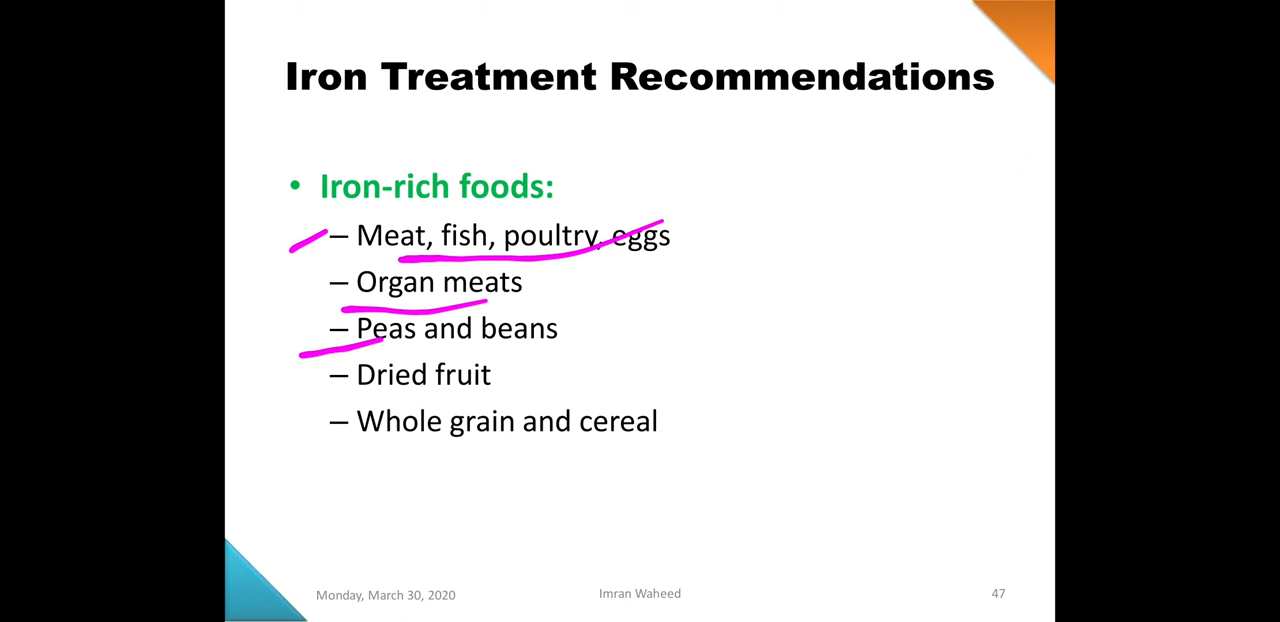 Iron Treatment Recommendations
• Iron-rich foods:
– Meat, fish, poultry, eggs
– Organ meats
– Peas and beans
– Dried fruit
– Whole grain and cereal
Monday, March 30, 2020 Imran Waheed 47